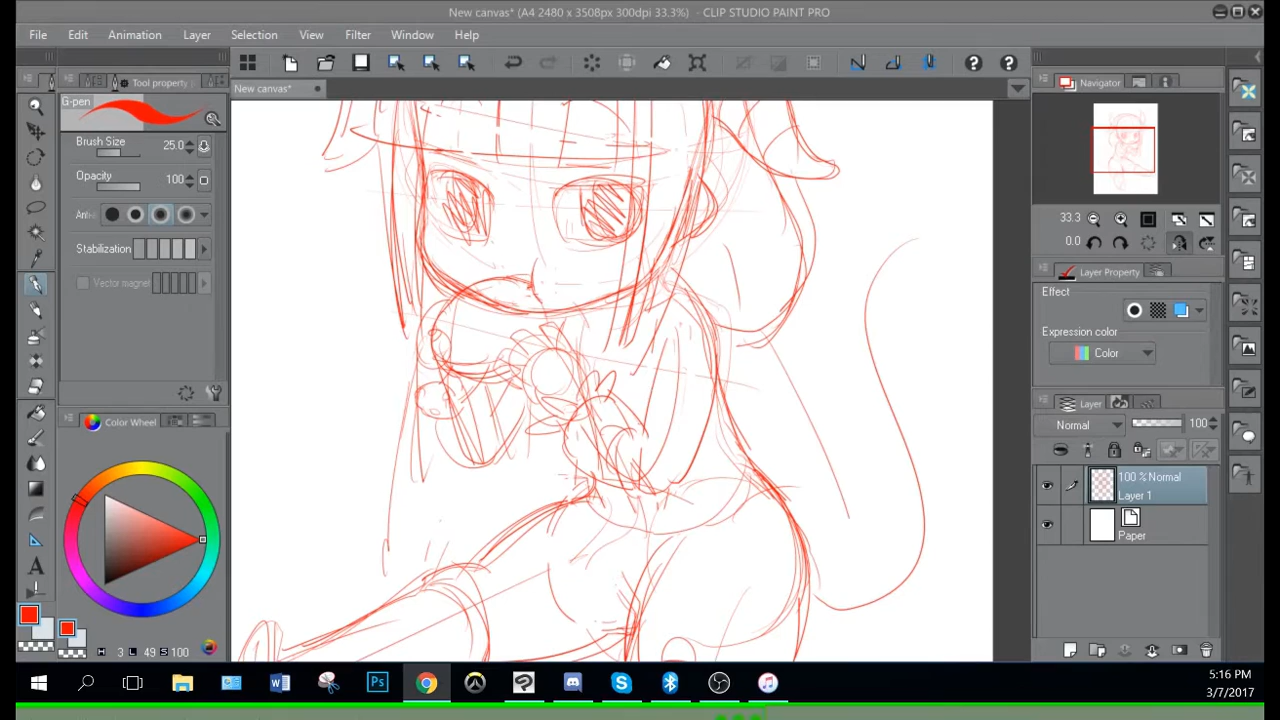 New canvas* (A4 2480 x 3508px 300dpi 33.3%) - CLIP STUDIO PAINT PRO
File Edit Animation Layer Selection View Filter Window Help
Tool property
New canvas*
Navigator
G-pen
Brush Size 25.0
Opacity 100
Stabilization
Vector magnet
33.3
0.0
Layer Property
Effect
Expression color
Color
Layer
Normal 100
Color Wheel
100 % Normal
Layer 1
Paper
A
H 3 L 49 S 100
W Ps S
5:16 PM
3/7/2017